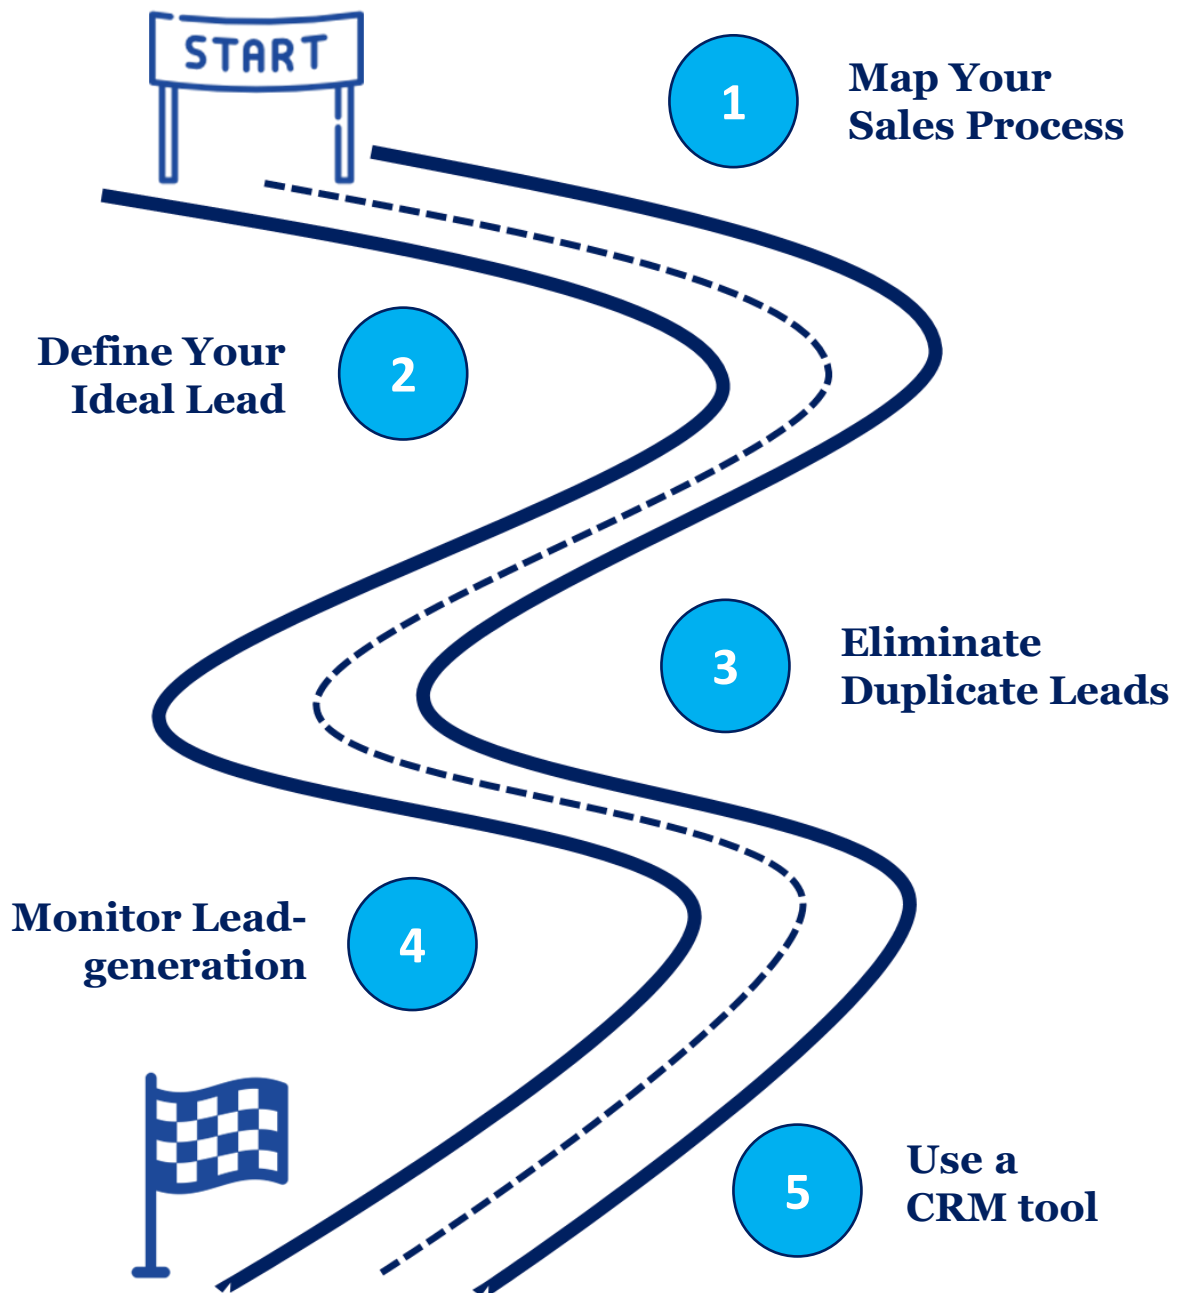 START
1
Map Your
Sales Process
2
Define Your
Ideal Lead
3
Eliminate
Duplicate Leads
4
Monitor Lead-
generation
5
Use a
CRM tool